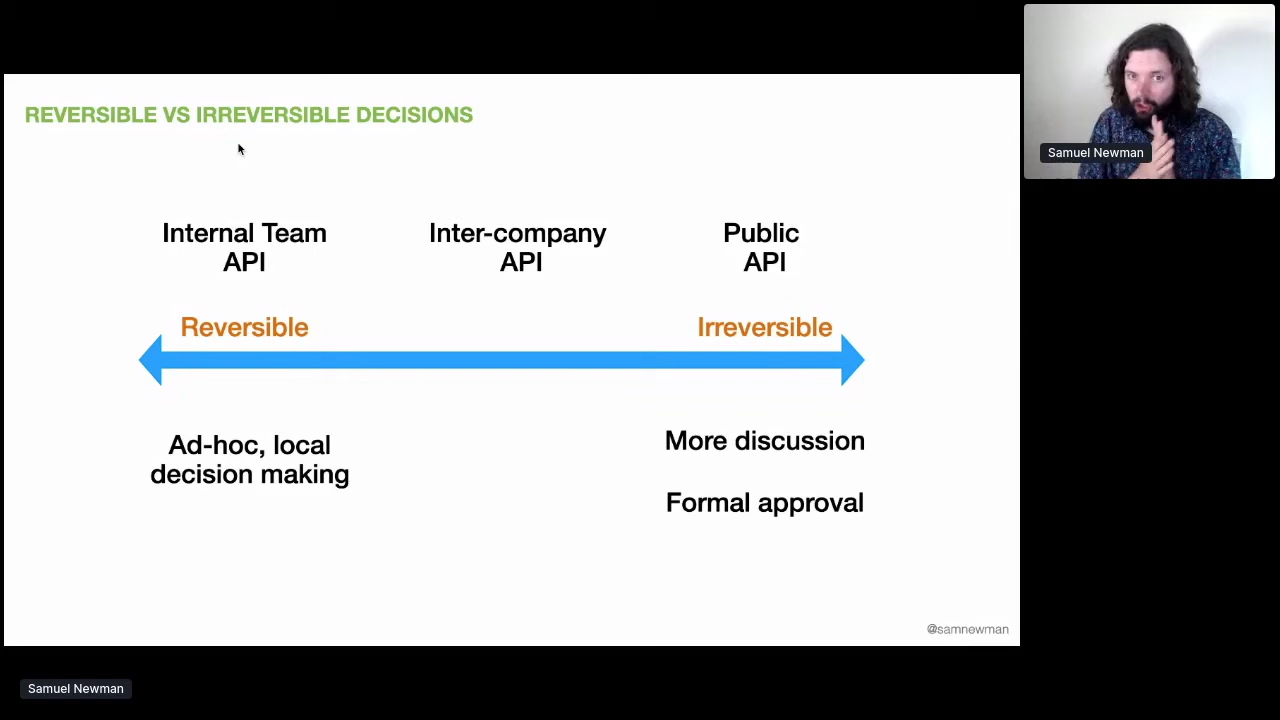 REVERSIBLE VS IRREVERSIBLE DECISIONS
Internal Team
API
Inter-company
API
Public
API
Reversible
Irreversible
Ad-hoc, local
decision making
More discussion
Formal approval
@samnewman
Samuel Newman
Samuel Newman